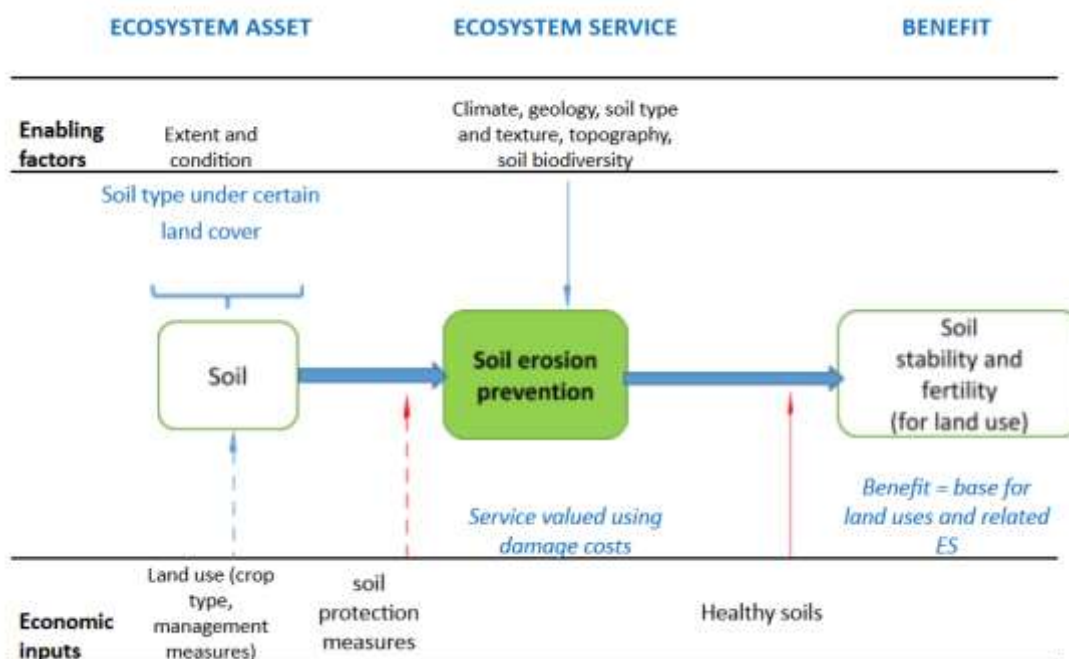 ECOSYSTEM ASSET
ECOSYSTEM SERVICE
BENEFIT
Enabling
factors
Extent and
condition
Climate, geology, soil type
and texture, topography,
soil biodiversity
Soil type under certain
land cover
Soil
Soil erosion
prevention
Soil
stability and
fertility
(for land use)
Service valued using
damage costs
Benefit = base for
land uses and related
ES
Economic
inputs
Land use (crop
type,
management
measures)
soil
protection
measures
Healthy soils